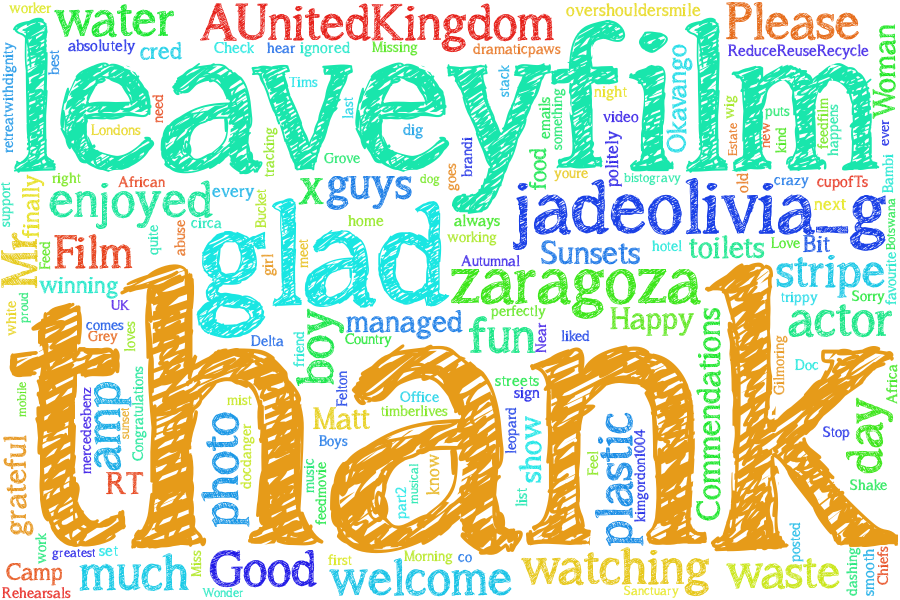 worker
water
AUnitedKingdom
overshouldersmile
Please
best
absolutely
cred
Check
hear
ignored
Missing
dramaticpaws
ReduceReuseRecycle
retreatwithdignity
leaveyfilm
Tims
stack
night
Okavango
Woman
need
Londons
last
dig
emails
something
video
wig
puts
feedfilm
tracking
Grove
brandi
food
politely
Estate
new
kind
happens
ever
support
finally
right
African
every
Bucket
x
guys
dog
goes
youre
bistogravy
old
crazy
cupofTs
Bambi
Mr
enjoyed
circa
home
always
jadeolivia_g
next
Botswana
Feed
Film
quite
abuse
glad
girl
meet
working
Sunsets
hotel
toilets
Love
Bit
favourite
winning
Autumnal
zaragoza
stripe
white
proud
UK
trippy
Sorry
comes
Grey
loves
Delta
friend
boy
managed
Country
perfectly
fun
Near
liked
Happy
Commendations
actor
thank
mobile
mercedesbenz
amp
sunset
Congratulations
mist
Felton
Office
timberlives
streets
sign
Gilmoring
Doc
Africa
Matt
Boys
leopard
show
plastic
kimgordon1004
Feel
Stop
day
grateful
RT
photo
docdanger
music
feedmovie
part2
musical
know
list
Shake
work
greatest
set
Miss
Good
first
Morning
co
watching
waste
posted
dashing
smooth
Chiefs
Camp
Rehearsals
much
Wonder
welcome
Sanctuary